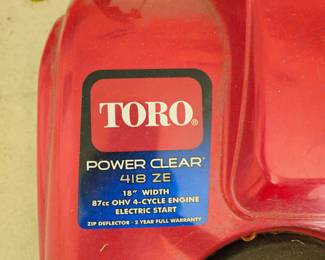 TORO®
POWER CLEAR®
418 ZE
18" WIDTH
87cc OHV 4-CYCLE ENGINE
ELECTRIC START
ZIP DEFLECTOR - 2 YEAR FULL WARRANTY